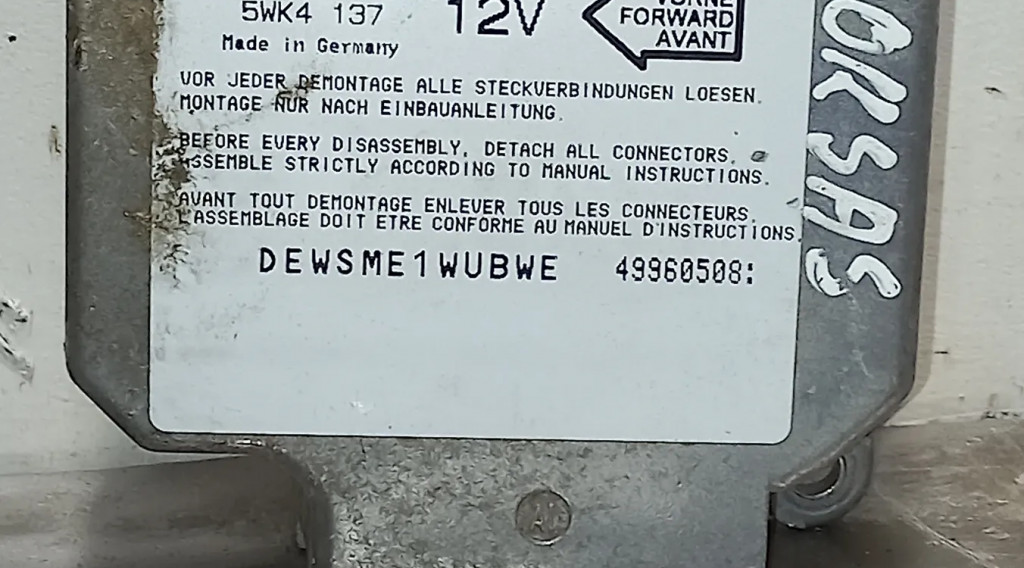 5WK4 137
12V
VORNE
FORWARD
AVANT
Made in Germany
VOR JEDER DEMONTAGE ALLE STECKVERBINDUNGEN LOESEN.
MONTAGE NUR NACH EINBAUANLEITUNG.
BEFORE EVERY DISASSEMBLY, DETACH ALL CONNECTORS.
ASSEMBLE STRICTLY ACCORDING TO MANUAL INSTRUCTIONS.
AVANT TOUT DEMONTAGE ENLEVER TOUS LES CONNECTEURS.
L'ASSEMBLAGE DOIT ETRE CONFORME AU MANUEL D'INSTRUCTIONS.
DEWSME1WUBWE 49960508: